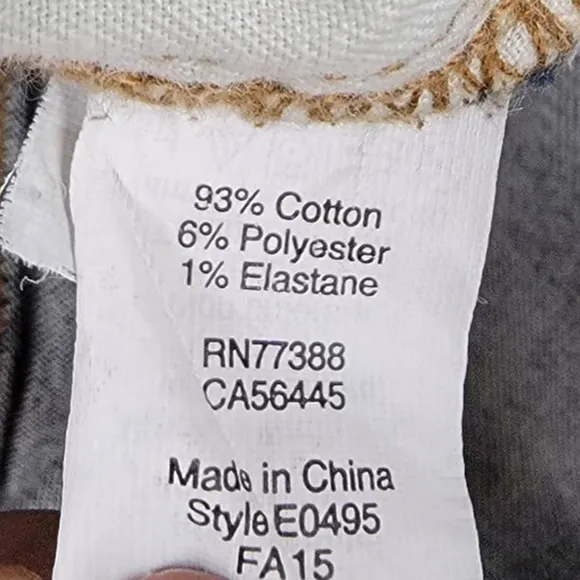 93% Cotton
6% Polyester
1% Elastane
RN77388
CA56445
Made in China
Style E0495
FA15